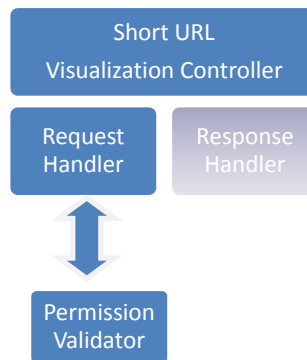 Short URL
Visualization Controller
Request
Handler
Response
Handler
Permission
Validator